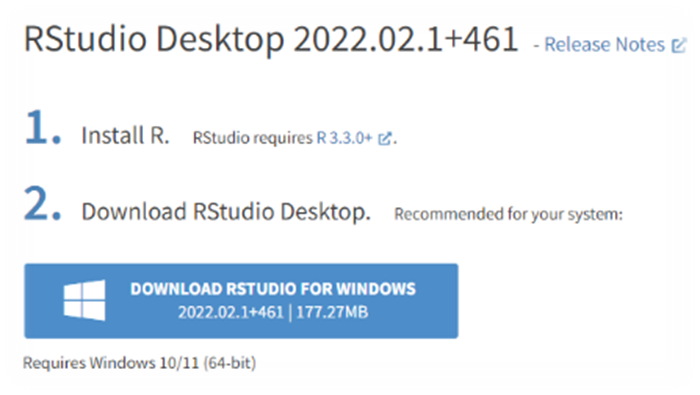 RStudio Desktop 2022.02.1+461 - Release Notes
1. Install R. RStudio requires R 3.3.0+.
2. Download RStudio Desktop. Recommended for your system:
DOWNLOAD RSTUDIO FOR WINDOWS
2022.02.1+461 | 177.27MB
Requires Windows 10/11 (64-bit)